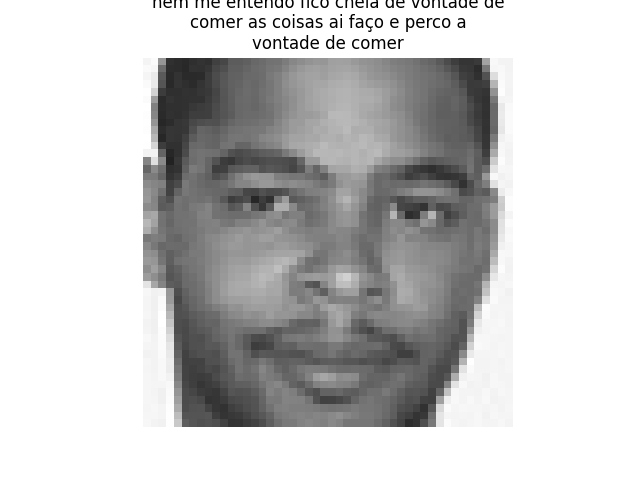 nem me entendo fico cheia de vontade de
comer as coisas ai faço e perco a
vontade de comer